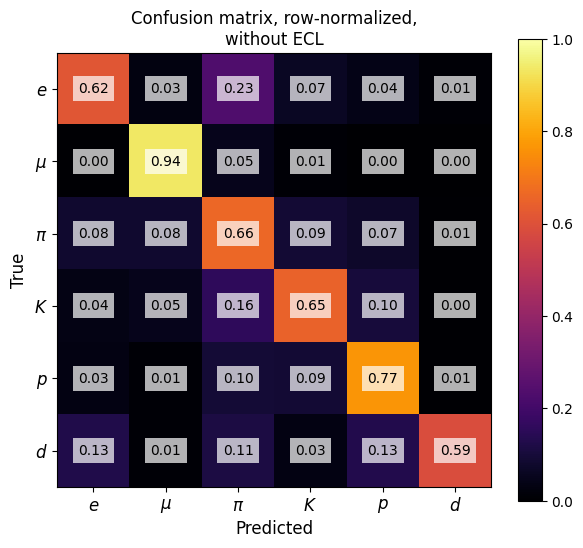 Confusion matrix, row-normalized,
without ECL
1.0
e 0.62 0.03 0.23 0.07 0.04 0.01
μ 0.00 0.94 0.05 0.01 0.00 0.00
0.8
π 0.08 0.08 0.66 0.09 0.07 0.01
0.6
True
K 0.04 0.05 0.16 0.65 0.10 0.00
0.4
p 0.03 0.01 0.10 0.09 0.77 0.01
0.2
d 0.13 0.01 0.11 0.03 0.13 0.59
0.0
e μ π K p d
Predicted